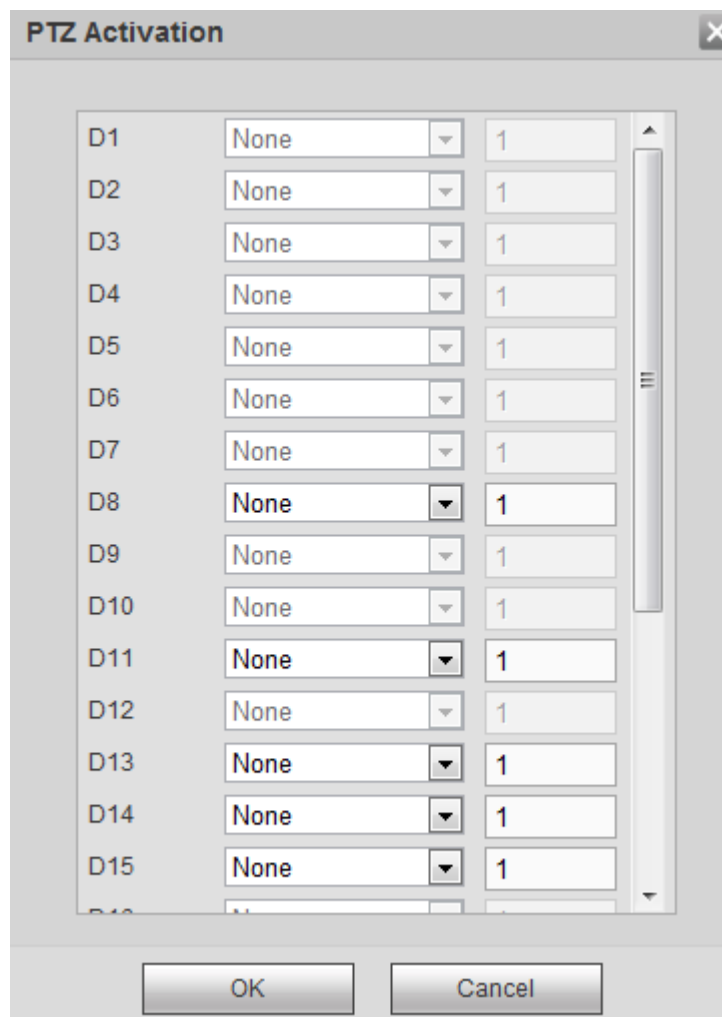 PTZ Activation
D1 None 1
D2 None 1
D3 None 1
D4 None 1
D5 None 1
D6 None 1
D7 None 1
D8 None 1
D9 None 1
D10 None 1
D11 None 1
D12 None 1
D13 None 1
D14 None 1
D15 None 1
OK Cancel